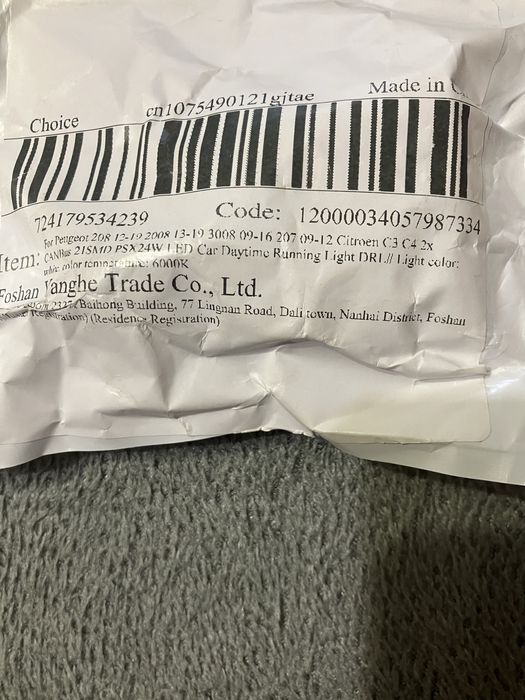 Made in
cn1075490121gjtae
Choice
724179534239
Code: 12000034057987334
For Peugeot 208 12-19 2008 13-19 3008 09-16 207 09-12 Citroen C3 C4 2x
Item: CANBus 21SMD PSX24W LED Car Daytime Running Light DRL// Light color:
white color temperature: 6000K
Foshan Yanghe Trade Co., Ltd.
2327, Baihong Building, 77 Lingnan Road, Dali town, Nanhai District, Foshan
Registration) (Residence Registration)